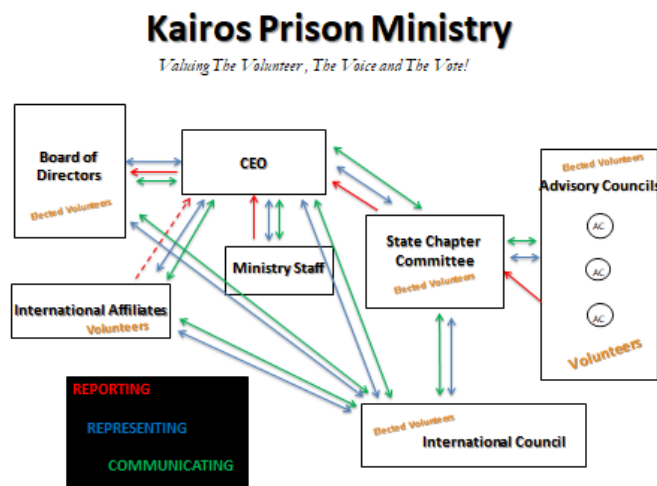 Kairos Prison Ministry
Valuing The Volunteer , The Voice and The Vote!
Board of
Directors
Elected Volunteers
CEO
Elected Volunteers
Advisory Councils
AC
AC
AC
Volunteers
State Chapter
Committee
Elected Volunteers
Ministry Staff
International Affiliates
Volunteers
REPORTING
REPRESENTING
COMMUNICATING
Elected Volunteers
International Council